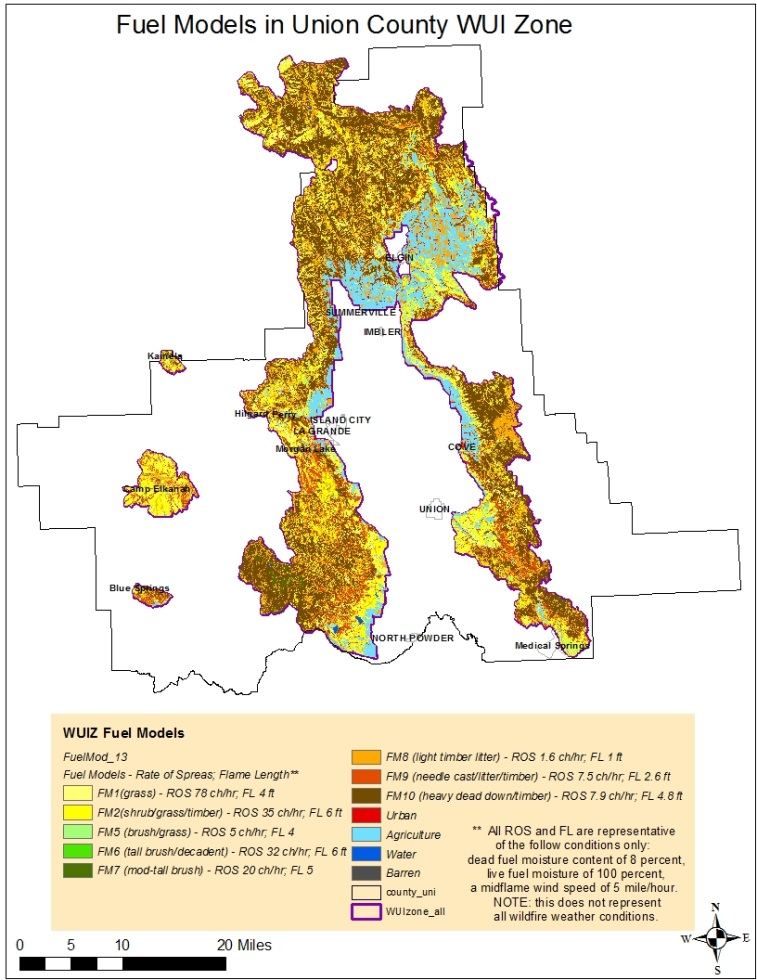 Fuel Models in Union County WUI Zone
ELGIN
SUMMERVILLE
IMBLER
Kamela
Hilgard Perry
ISLAND CITY
LA GRANDE
Morgan Lake
COVE
Camp Elkanah
UNION
Blue Springs
NORTH POWDER
Medical Springs
WUIZ Fuel Models
FuelMod_13
Fuel Models - Rate of Spreas; Flame Length**
FM1(grass) - ROS 78 ch/hr; FL 4 ft
FM2(shrub/grass/timber) - ROS 35 ch/hr; FL 6 ft
FM5 (brush/grass) - ROS 5 ch/hr; FL 4
FM6 (tall brush/decadent) - ROS 32 ch/hr; FL 6 ft
FM7 (mod-tall brush) - ROS 20 ch/hr; FL 5
FM8 (light timber litter) - ROS 1.6 ch/hr; FL 1 ft
FM9 (needle cast/litter/timber) - ROS 7.5 ch/hr; FL 2.6 ft
FM10 (heavy dead down/timber) - ROS 7.9 ch/hr; FL 4.8 ft
Urban
Agriculture
Water
Barren
county_uni
WUIzone_all
** All ROS and FL are representative
of the follow conditions only:
dead fuel moisture content of 8 percent,
live fuel moisture of 100 percent,
a midflame wind speed of 5 mile/hour.
NOTE: this does not represent
all wildfire weather conditions.
0 5 10 20 Miles
N
W E
S